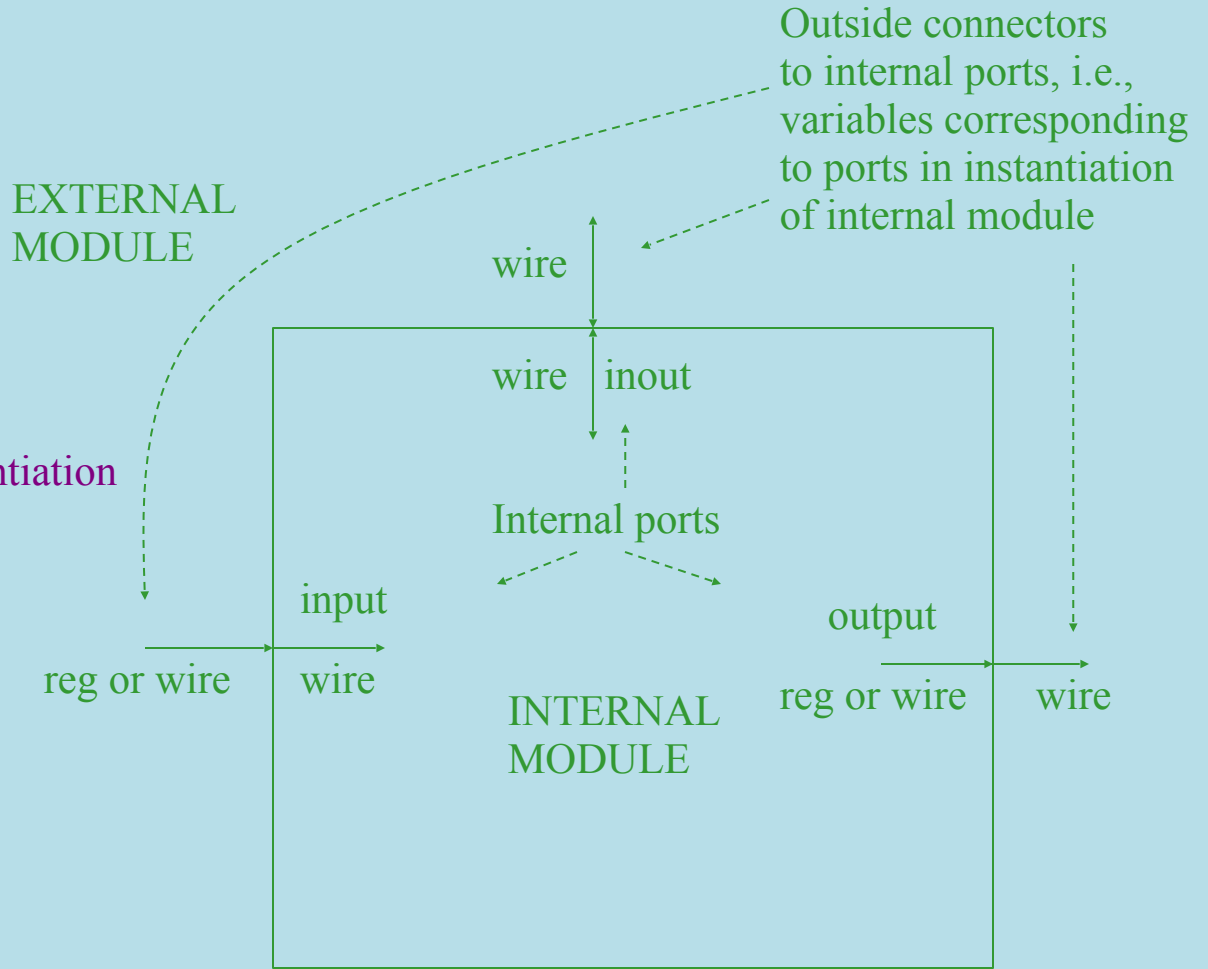 Outside connectors
to internal ports, i.e.,
variables corresponding
to ports in instantiation
of internal module
EXTERNAL
MODULE
wire
wire inout
ntiation
Internal ports
input
output
reg or wire
wire
reg or wire
wire
INTERNAL
MODULE